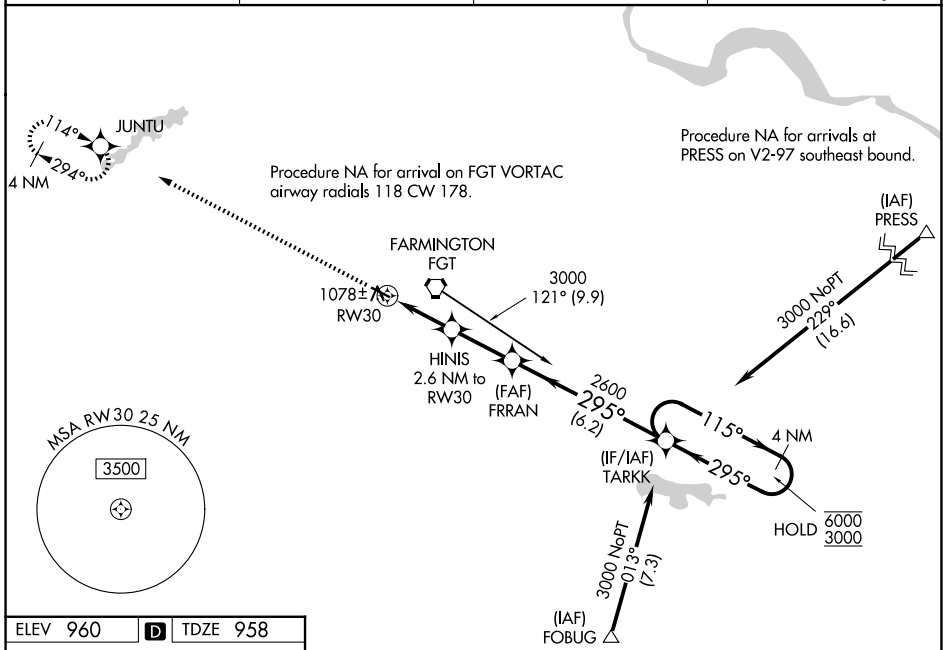 JUNTU
114°
294°
4 NM
Procedure NA for arrivals at
PRESS on V2-97 southeast bound.
Procedure NA for arrival on FGT VORTAC
airway radials 118 CW 178.
(IAF)
PRESS
FARMINGTON
FGT
3000
121° (9.9)
3000 NoPT
229°
(16.6)
1078±
RW30
HINIS
2.6 NM to
RW30
(FAF)
FRRAN
2600
295°
(6.2)
115°
4 NM
295°
(IF/IAF)
TARKK
HOLD
6000
3000
MSA RW30 25 NM
3500
3000 NoPT
013°
(7.3)
(IAF)
FOBUG
ELEV 960 D TDZE 958